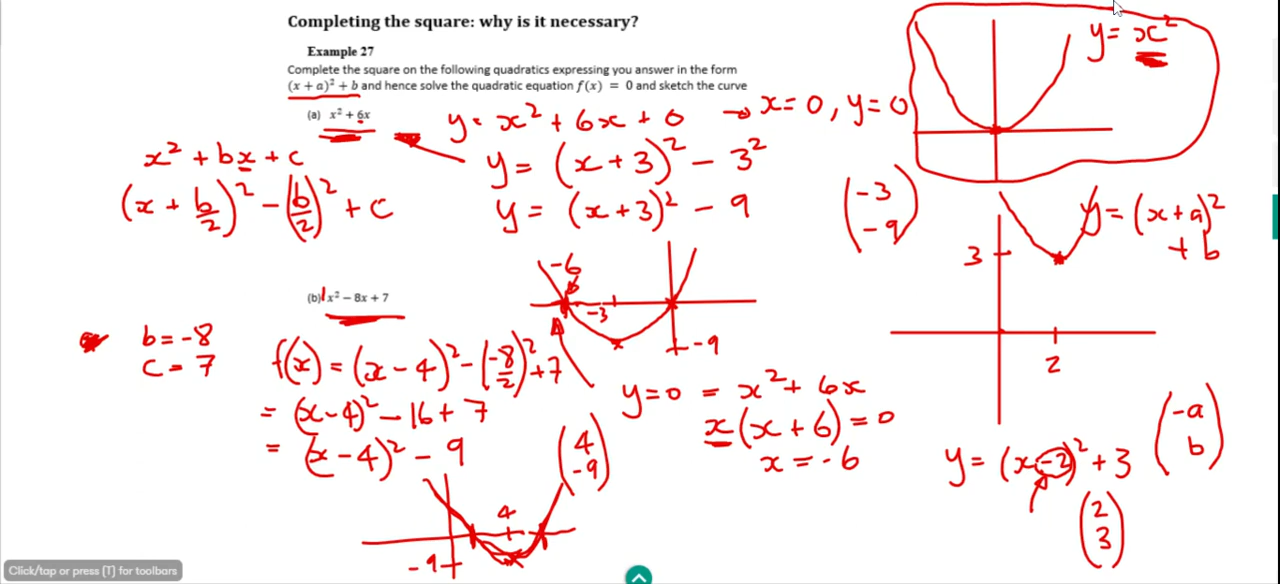 Completing the square: why is it necessary?
Example 27
Complete the square on the following quadratics expressing you answer in the form
(x + a)² + b and hence solve the quadratic equation f(x) = 0 and sketch the curve
(a) x² + 6x
y = x² + 6x + 0 → x = 0, y = 0
y = x²
x² + bx + c
y = (x + 3)² - 3²
(x + b/2)² - (b/2)² + c
y = (x + 3)² - 9
(-3
-9)
y = (x + a)²
+ b
3
2
-6
-3
-9
(b) 1x² - 8x + 7
b = -8
c = 7
f(x) = (x - 4)² - (-8/2)² + 7
= (x - 4)² - 16 + 7
= (x - 4)² - 9
(4
-9)
4
-9
y = 0 = x² + 6x
x(x + 6) = 0
x = -6
(-a
b)
y = (x - 2)² + 3
(2
3)
Click/tap or press [T] for toolbars